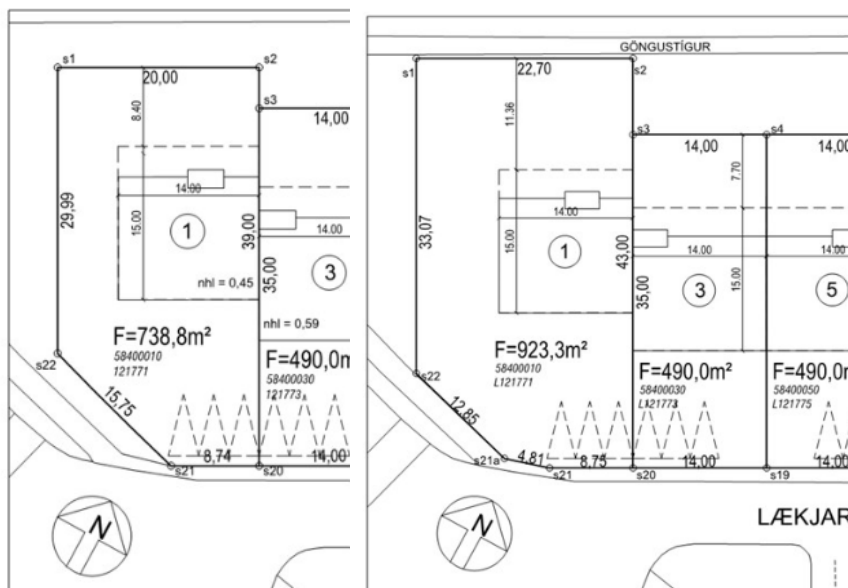 s1
s2
20,00
s3
14,00
8.40
14.00
15.00
1
29,99
39,00
35,00
14.00
3
nhl = 0,45
nhl = 0,59
F=738,8m²
58400010
121771
s22
F=490,0m
58400030
121773
15,75
8,74
14,00
s21
s20
N
GÖNGUSTÍGUR
s1
s2
22,70
s3
s4
14,00
14,00
11.36
7.70
14.00
15.00
1
33,07
43,00
35,00
14.00
14.00
15.00
3
5
F=923,3m²
58400010
L121771
F=490,0m²
58400030
L121773
F=490,0m
58400050
L121775
s22
12,85
s21a
4,81
8,75
14,00
14,00
s21
s20
s19
N
LÆKJAR